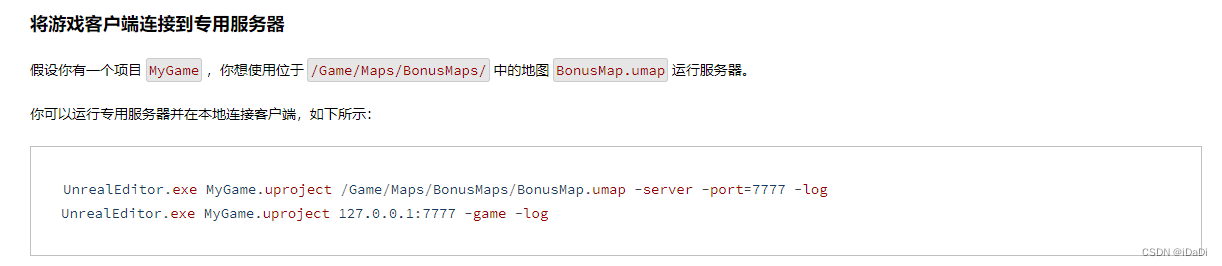 将游戏客户端连接到专用服务器
假设你有一个项目 MyGame ，你想使用位于 /Game/Maps/BonusMaps/ 中的地图 BonusMap.umap 运行服务器。
你可以运行专用服务器并在本地连接客户端，如下所示：
UnrealEditor.exe MyGame.uproject /Game/Maps/BonusMaps/BonusMap.umap -server -port=7777 -log
UnrealEditor.exe MyGame.uproject 127.0.0.1:7777 -game -log
CSDN @iDaDi